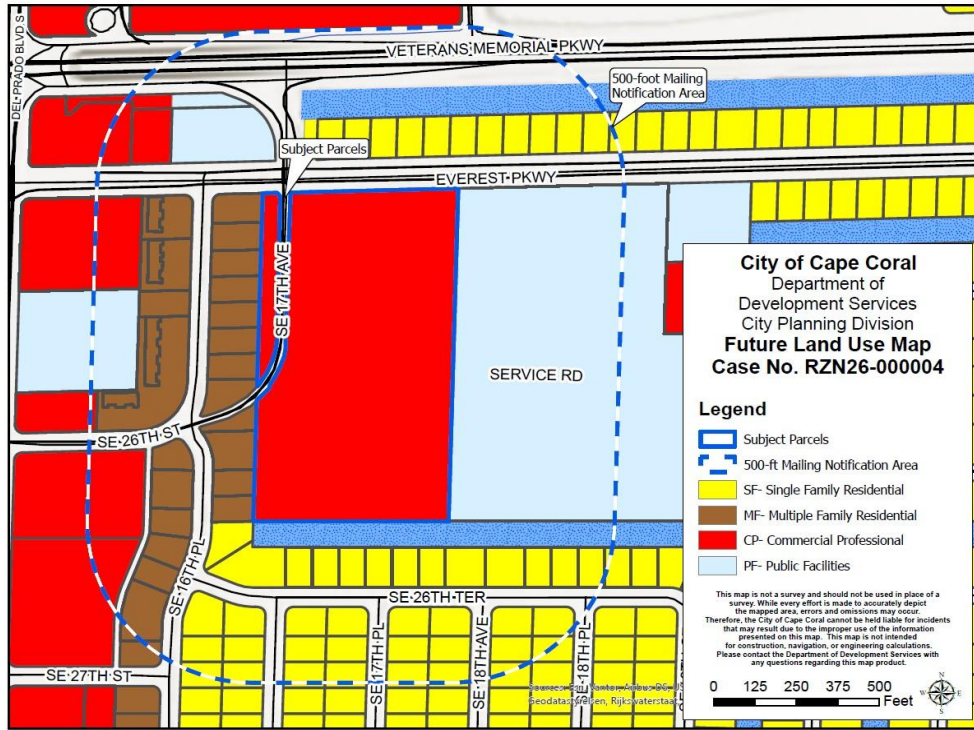 DEL PRADO BLVD S
VETERANS MEMORIAL PKWY
500-foot Mailing
Notification Area
Subject Parcels
EVEREST PKWY
SE 17TH AVE
SERVICE RD
SE 26TH ST
SE 16TH PL
SE 26TH TER
SE 17TH PL
SE 18TH AVE
SE 18TH PL
SE 27TH ST
City of Cape Coral
Department of
Development Services
City Planning Division
Future Land Use Map
Case No. RZN26-000004
Legend
Subject Parcels
500-ft Mailing Notification Area
SF- Single Family Residential
MF- Multiple Family Residential
CP- Commercial Professional
PF- Public Facilities
This map is not a survey and should not be used in place of a
survey. While every effort is made to accurately depict
the mapped area, errors and omissions may occur.
Therefore, the City of Cape Coral cannot be held liable for incidents
that may result due to the improper use of the information
presented on this map. This map is not intended
for construction, navigation, or engineering calculations.
Please contact the Department of Development Services with
any questions regarding this map product.
0 125 250 375 500
Feet
N
W E
S
Sources: Esri, Vantor, Airbus DS, US
Rijkswaterstaat